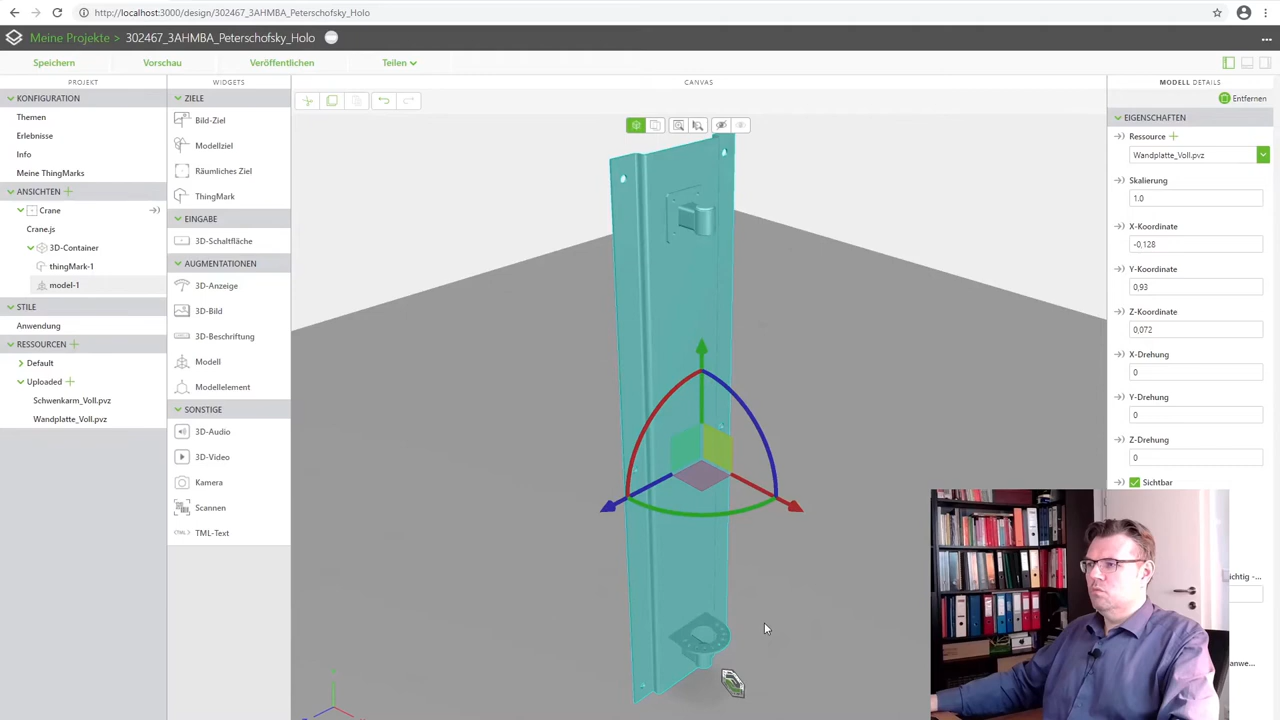 http://localhost:3000/design/302467_3AHMBA_Peterschofsky_Holo
Meine Projekte > 302467_3AHMBA_Peterschofsky_Holo
Speichern
Vorschau
Veröffentlichen
Teilen
PROJEKT
KONFIGURATION
Themen
Erlebnisse
Info
Meine ThingMarks
ANSICHTEN
Crane
Crane.js
3D-Container
thingMark-1
model-1
STILE
Anwendung
RESSOURCEN
Default
Uploaded
Schwenkarm_Voll.pvz
Wandplatte_Voll.pvz
WIDGETS
ZIELE
Bild-Ziel
Modellziel
Räumliches Ziel
ThingMark
EINGABE
3D-Schaltfläche
AUGMENTATIONEN
3D-Anzeige
3D-Bild
3D-Beschriftung
Modell
Modellelement
SONSTIGE
3D-Audio
3D-Video
Kamera
Scannen
TML-Text
CANVAS
MODELL DETAILS
Entfernen
EIGENSCHAFTEN
Ressource
Wandplatte_Voll.pvz
Skalierung
1.0
X-Koordinate
-0,128
Y-Koordinate
0,93
Z-Koordinate
0,072
X-Drehung
0
Y-Drehung
0
Z-Drehung
0
Sichtbar